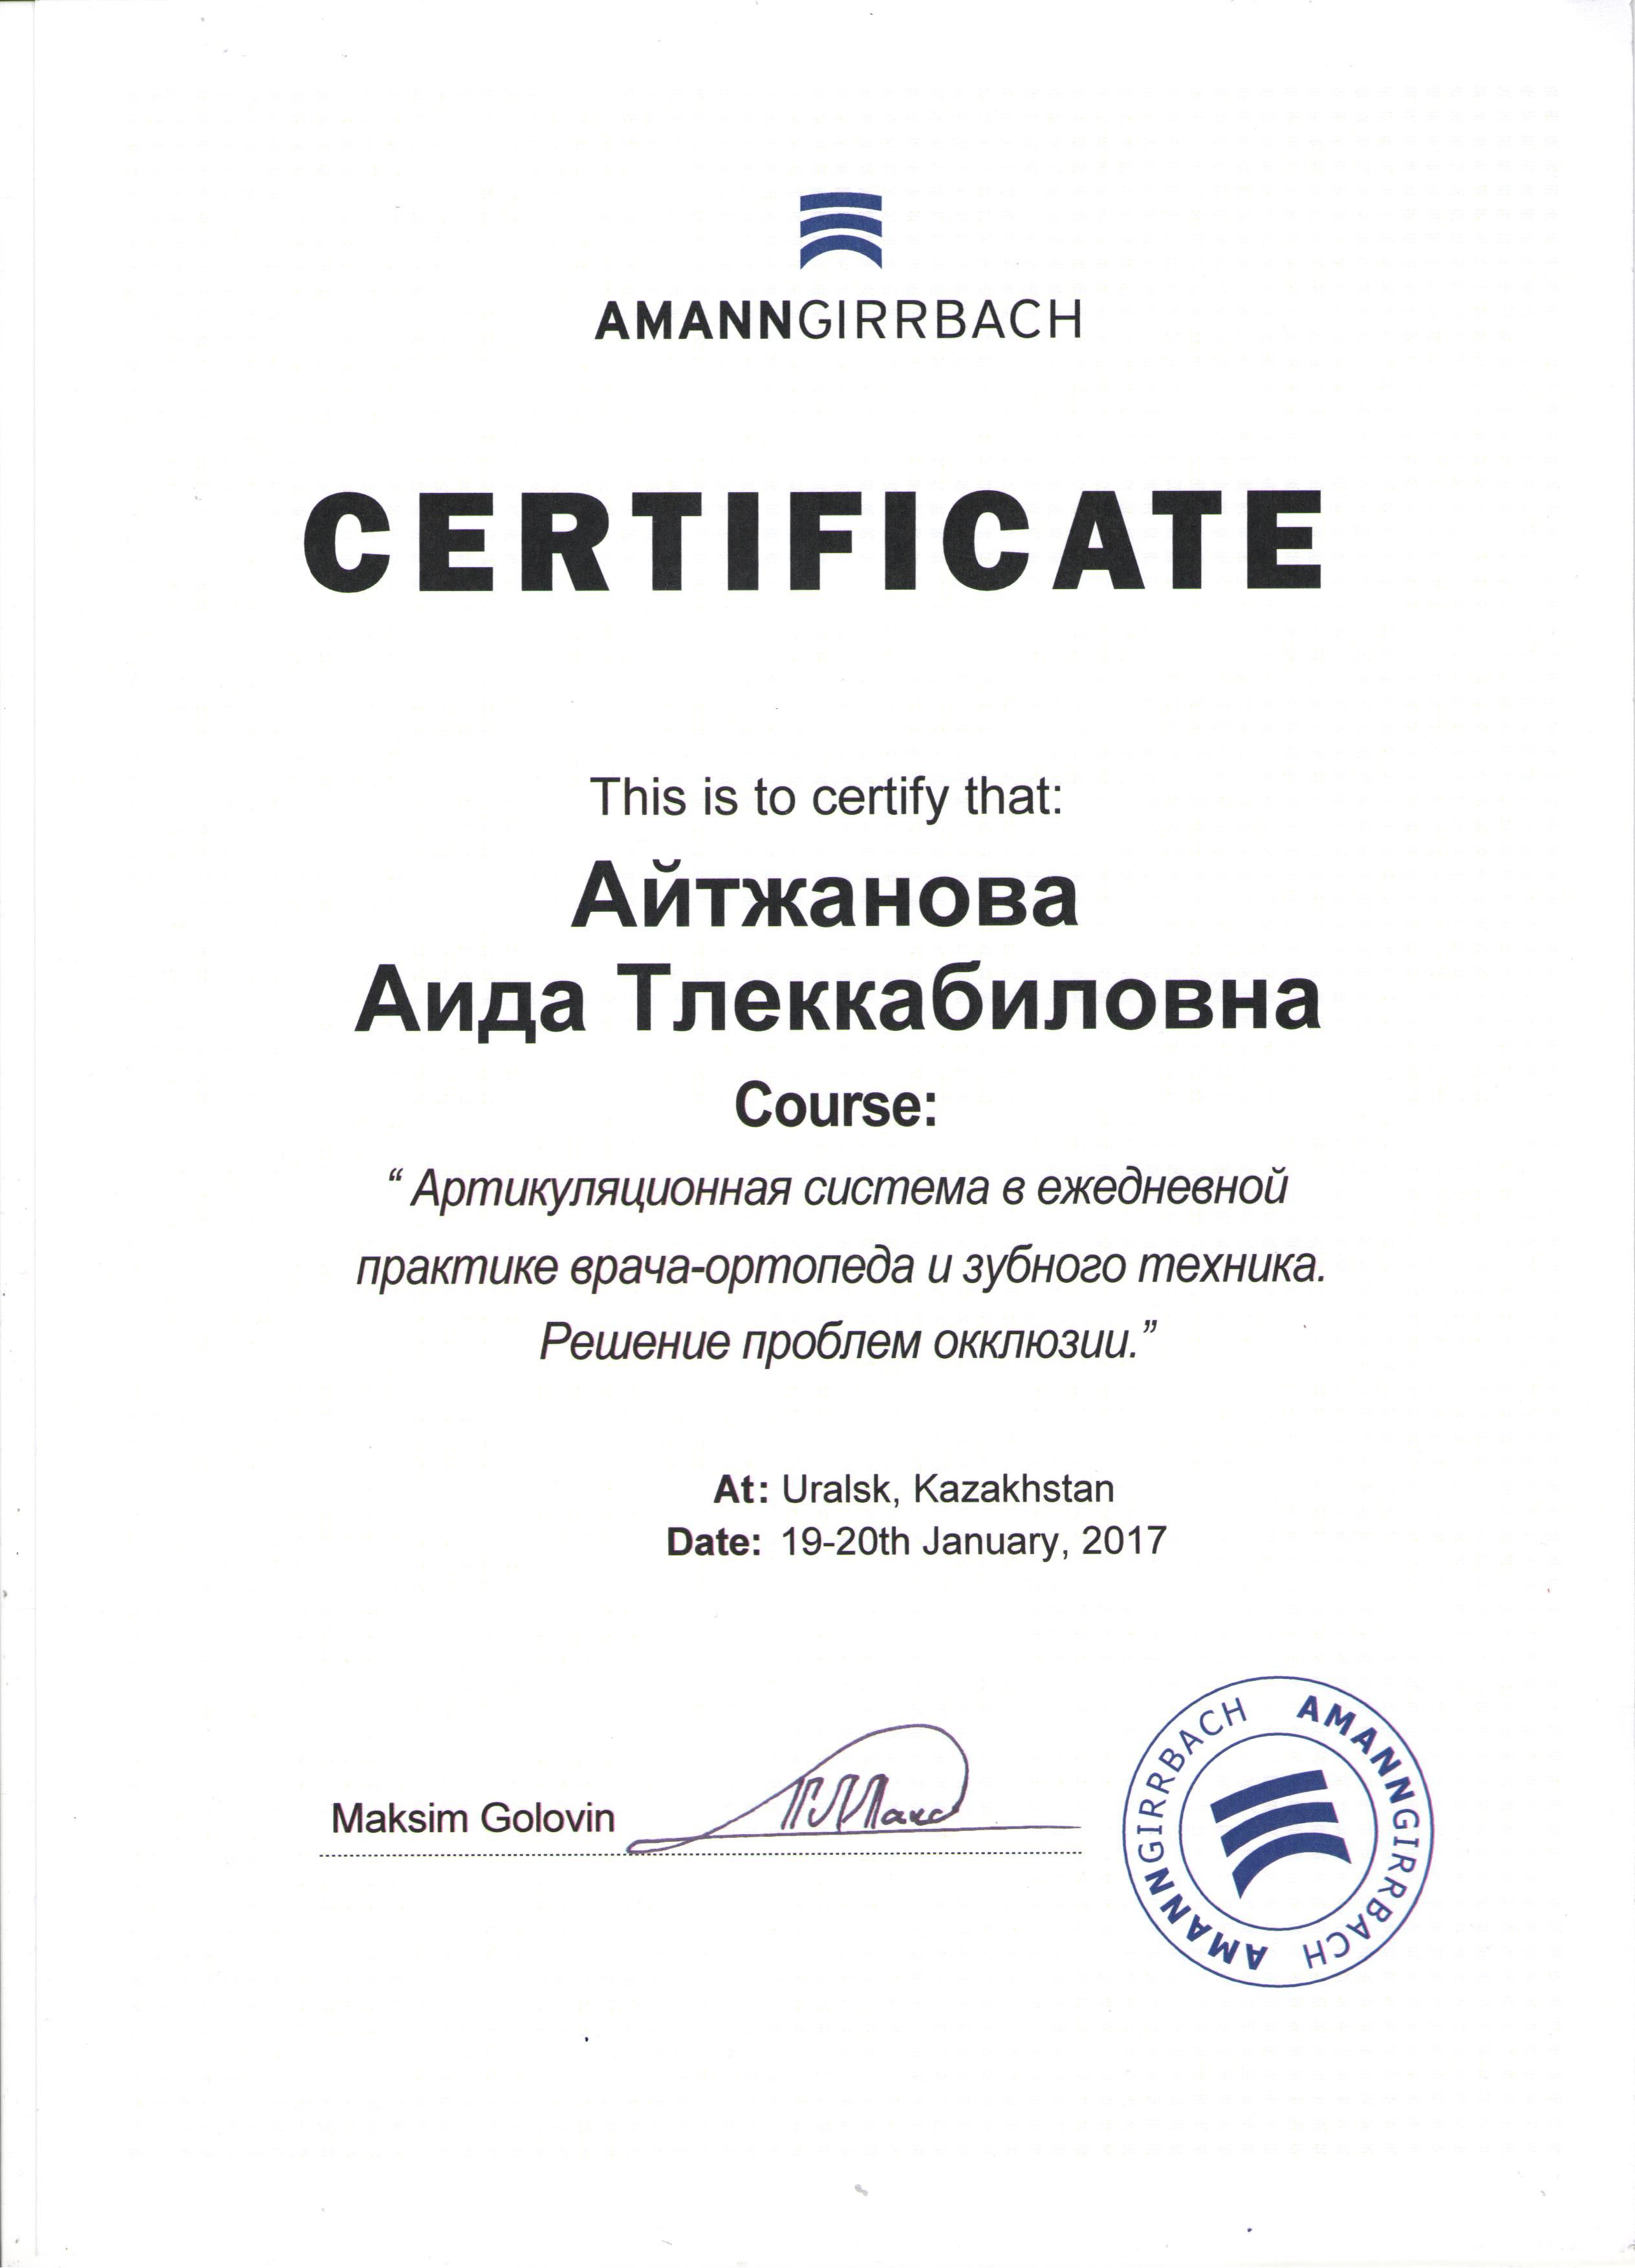 AMANNGIRRBACH
CERTIFICATE
This is to certify that:
Айтжанова
Аида Тлеккабиловна
Course:
“ Артикуляционная система в ежедневной
практике врача-ортопеда и зубного техника.
Решение проблем окклюзии.”
At: Uralsk, Kazakhstan
Date: 19-20th January, 2017
Maksim Golovin
AMANNGIRRBACH AMANNGIRRBACH